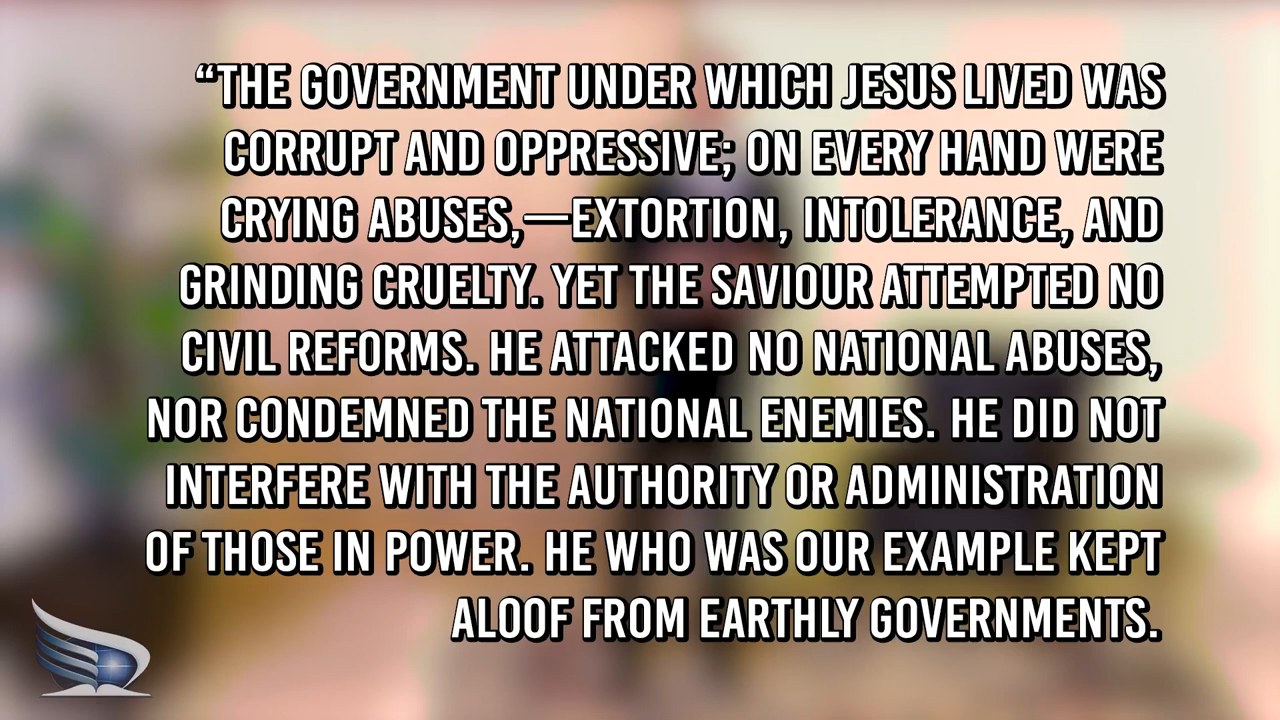 “THE GOVERNMENT UNDER WHICH JESUS LIVED WAS
CORRUPT AND OPPRESSIVE; ON EVERY HAND WERE
CRYING ABUSES,—EXTORTION, INTOLERANCE, AND
GRINDING CRUELTY. YET THE SAVIOUR ATTEMPTED NO
CIVIL REFORMS. HE ATTACKED NO NATIONAL ABUSES,
NOR CONDEMNED THE NATIONAL ENEMIES. HE DID NOT
INTERFERE WITH THE AUTHORITY OR ADMINISTRATION
OF THOSE IN POWER. HE WHO WAS OUR EXAMPLE KEPT
ALOOF FROM EARTHLY GOVERNMENTS.